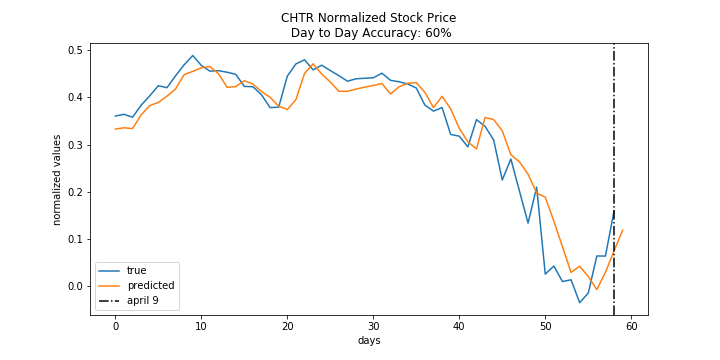 CHTR Normalized Stock Price
Day to Day Accuracy: 60%
0.5
0.4
0.3
0.2
0.1
0.0
normalized values
true
predicted
april 9
0 10 20 30 40 50 60
days